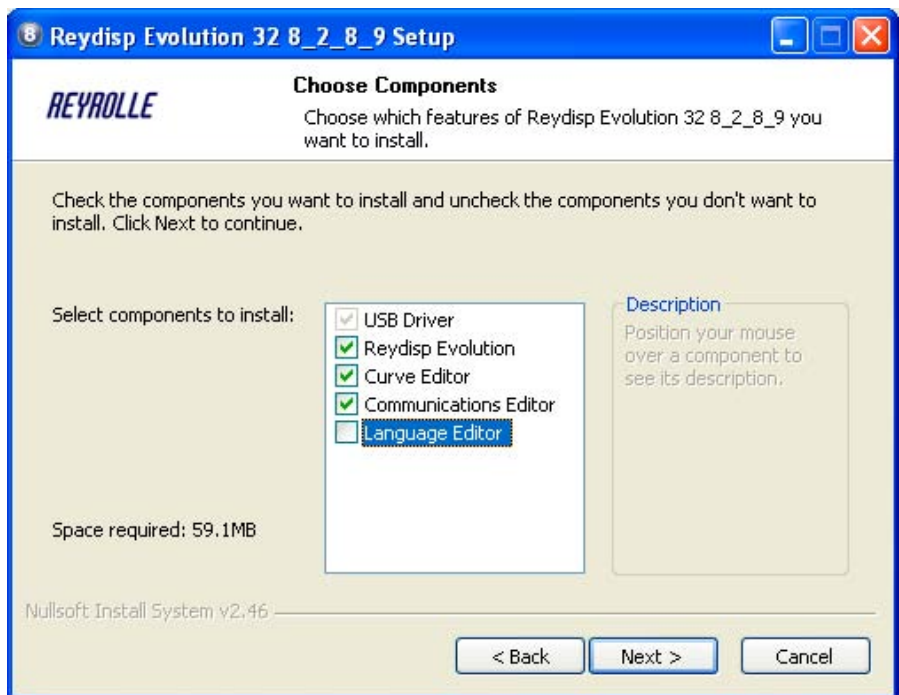 8 Reydisp Evolution 32 8_2_8_9 Setup
REYROLLE
Choose Components
Choose which features of Reydisp Evolution 32 8_2_8_9 you
want to install.
Check the components you want to install and uncheck the components you don't want to
install. Click Next to continue.
Select components to install:
USB Driver
Reydisp Evolution
Curve Editor
Communications Editor
Language Editor
Description
Position your mouse
over a component to
see its description.
Space required: 59.1MB
Nullsoft Install System v2.46
< Back
Next >
Cancel